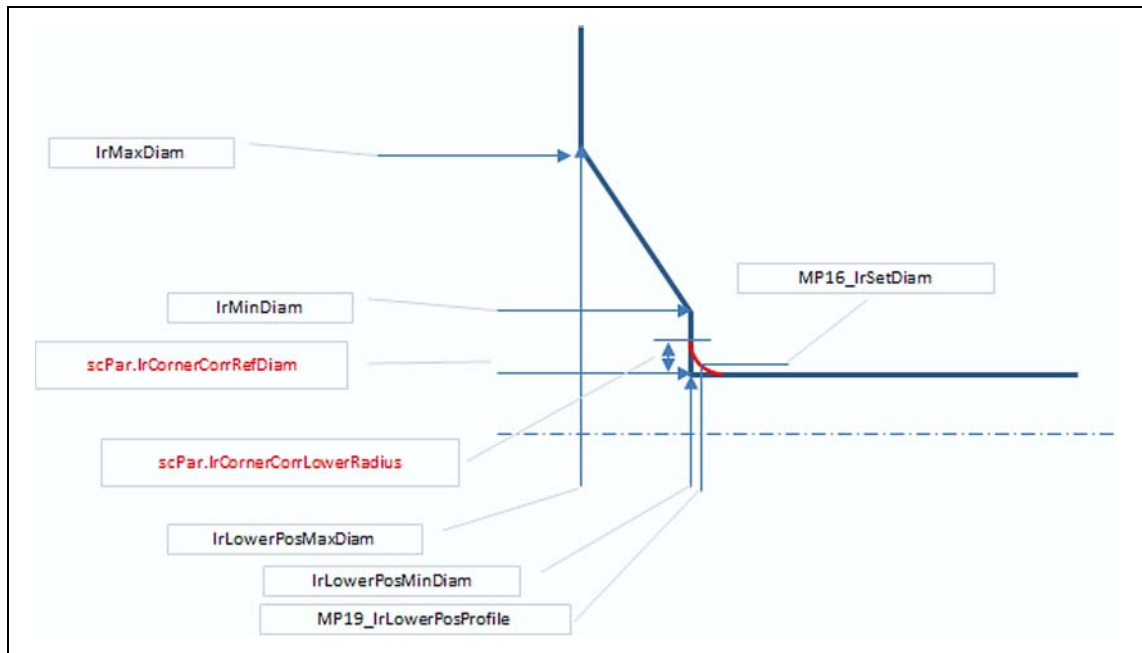 IrMaxDiam
MP16_IrSetDiam
IrMinDiam
scPar.IrCornerCorrRefDiam
scPar.IrCornerCorrLowerRadius
IrLowerPosMaxDiam
IrLowerPosMinDiam
MP19_IrLowerPosProfile